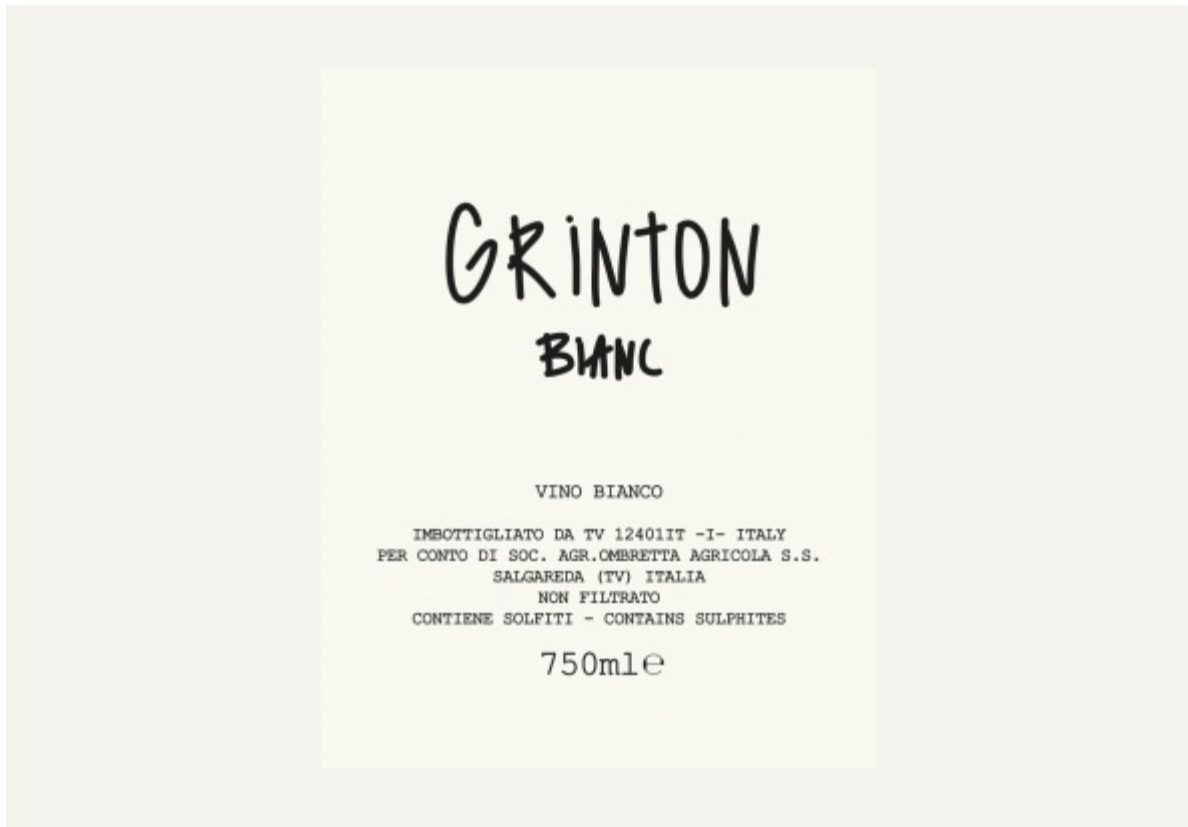 GRiNTON
BIANC
VINO BIANCO
IMBOTTIGLIATO DA TV 12401IT -I- ITALY
PER CONTO DI SOC. AGR.OMBRETTA AGRICOLA S.S.
SALGAREDA (TV) ITALIA
NON FILTRATO
CONTIENE SOLFITI - CONTAINS SULPHITES
750ml℮